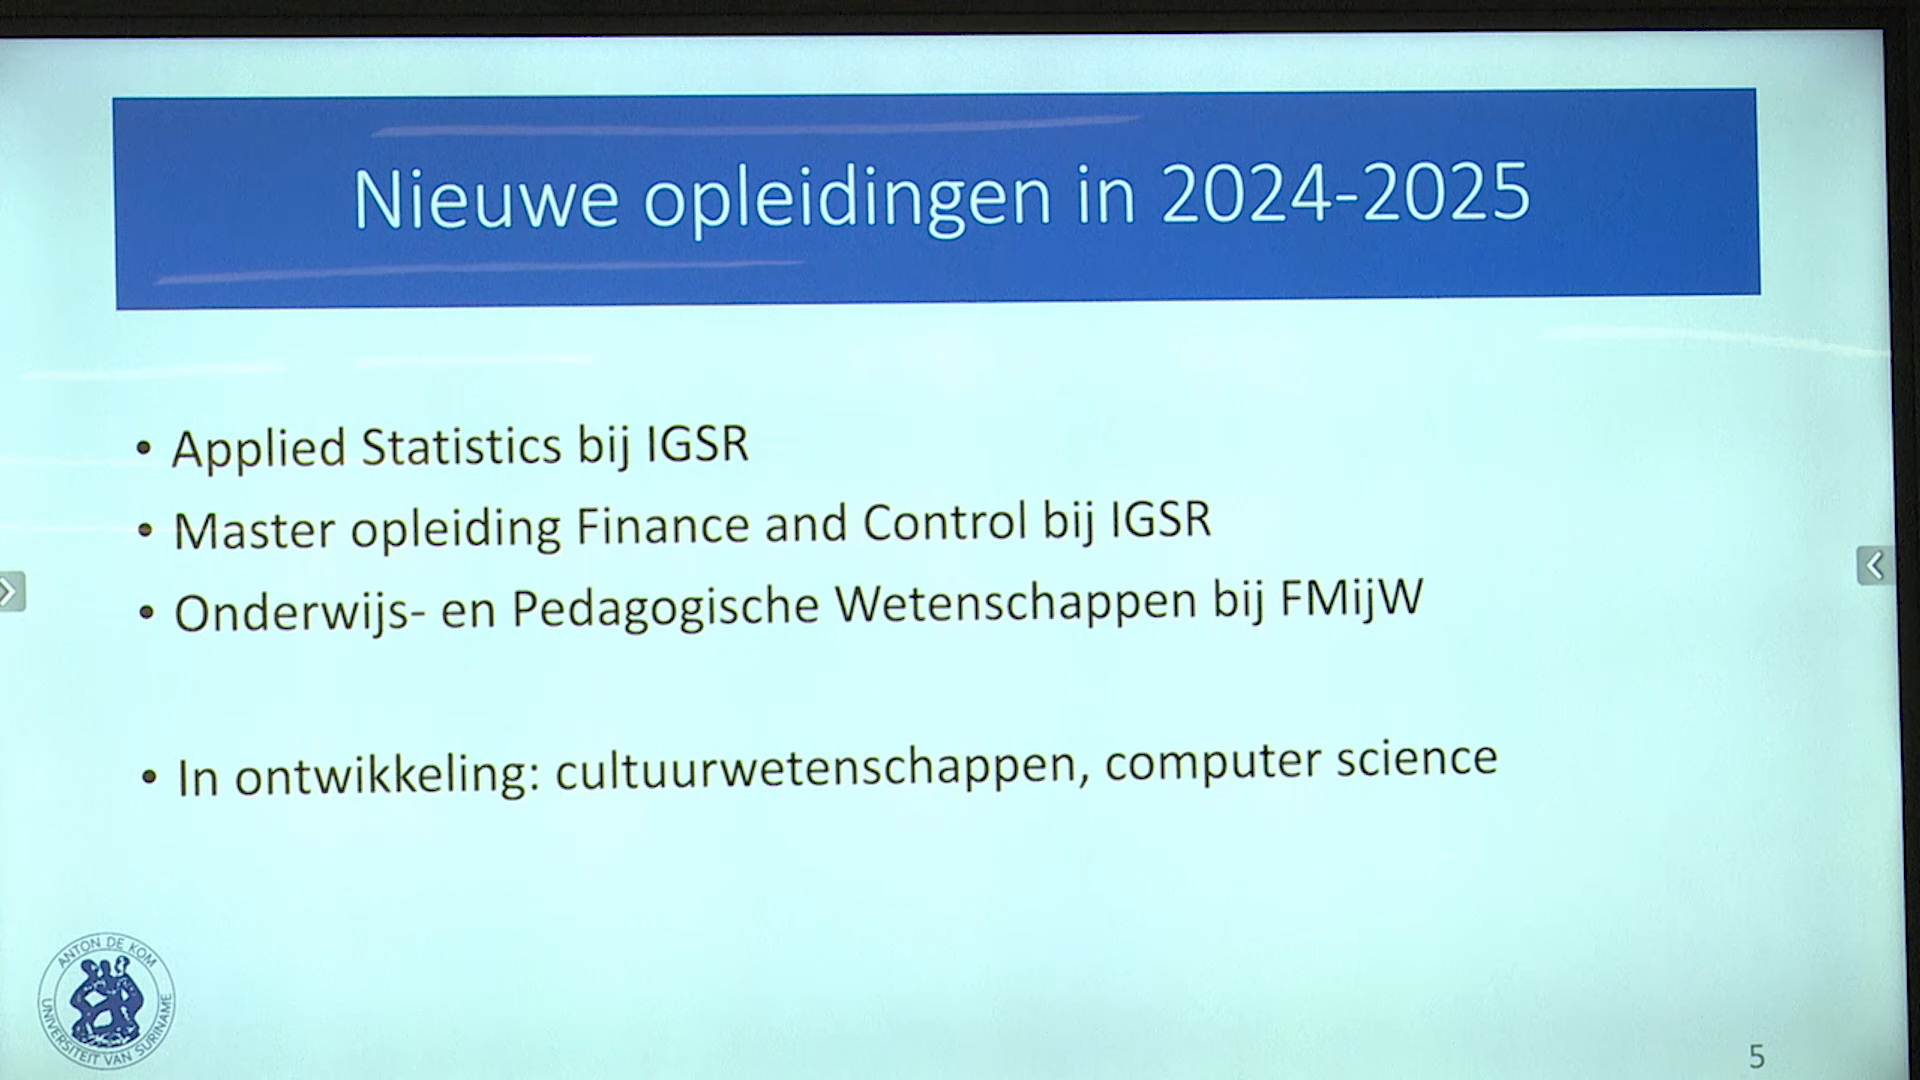 Nieuwe opleidingen in 2024-2025
• Applied Statistics bij IGSR
• Master opleiding Finance and Control bij IGSR
• Onderwijs- en Pedagogische Wetenschappen bij FMijW
• In ontwikkeling: cultuurwetenschappen, computer science
ANTON DE KOM
UNIVERSITEIT VAN SURINAME
5